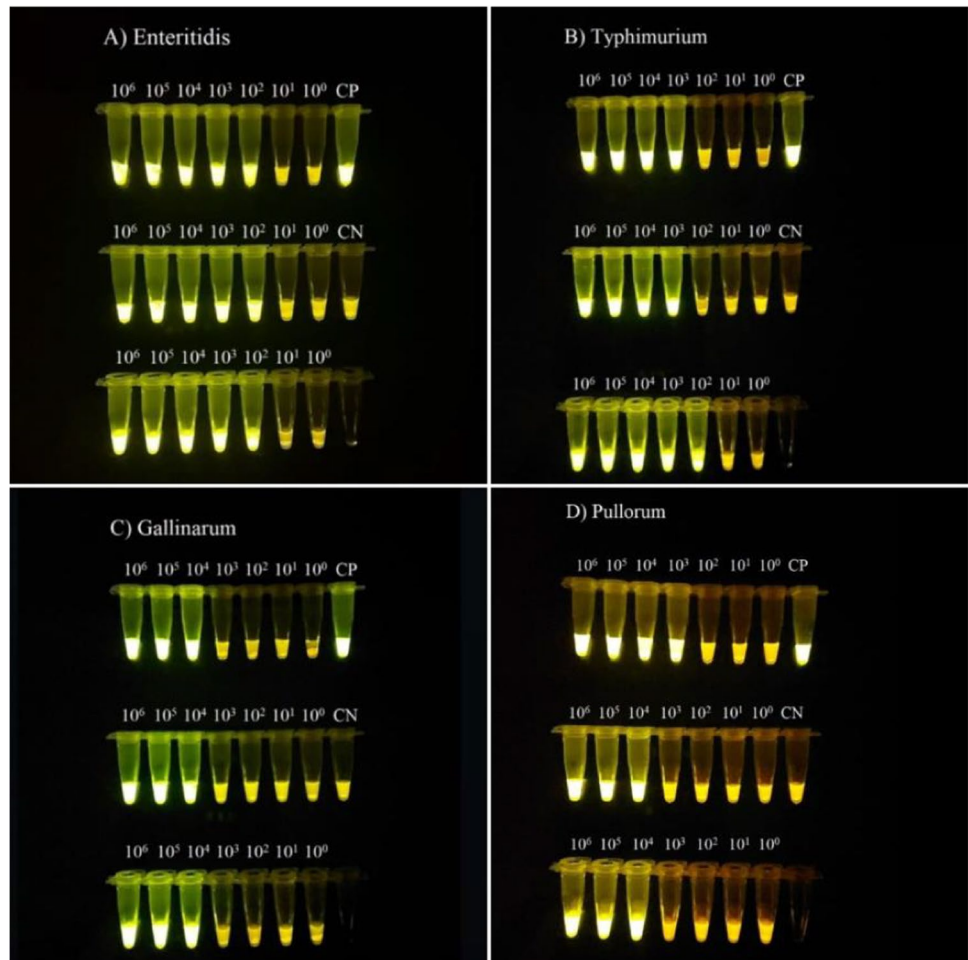 A) Enteritidis
10⁶ 10⁵ 10⁴ 10³ 10² 10¹ 10⁰ CP
10⁶ 10⁵ 10⁴ 10³ 10² 10¹ 10⁰ CN
10⁶ 10⁵ 10⁴ 10³ 10² 10¹ 10⁰
B) Typhimurium
10⁶ 10⁵ 10⁴ 10³ 10² 10¹ 10⁰ CP
10⁶ 10⁵ 10⁴ 10³ 10² 10¹ 10⁰ CN
10⁶ 10⁵ 10⁴ 10³ 10² 10¹ 10⁰
C) Gallinarum
10⁶ 10⁵ 10⁴ 10³ 10² 10¹ 10⁰ CP
10⁶ 10⁵ 10⁴ 10³ 10² 10¹ 10⁰ CN
10⁶ 10⁵ 10⁴ 10³ 10² 10¹ 10⁰
D) Pullorum
10⁶ 10⁵ 10⁴ 10³ 10² 10¹ 10⁰ CP
10⁶ 10⁵ 10⁴ 10³ 10² 10¹ 10⁰ CN
10⁶ 10⁵ 10⁴ 10³ 10² 10¹ 10⁰